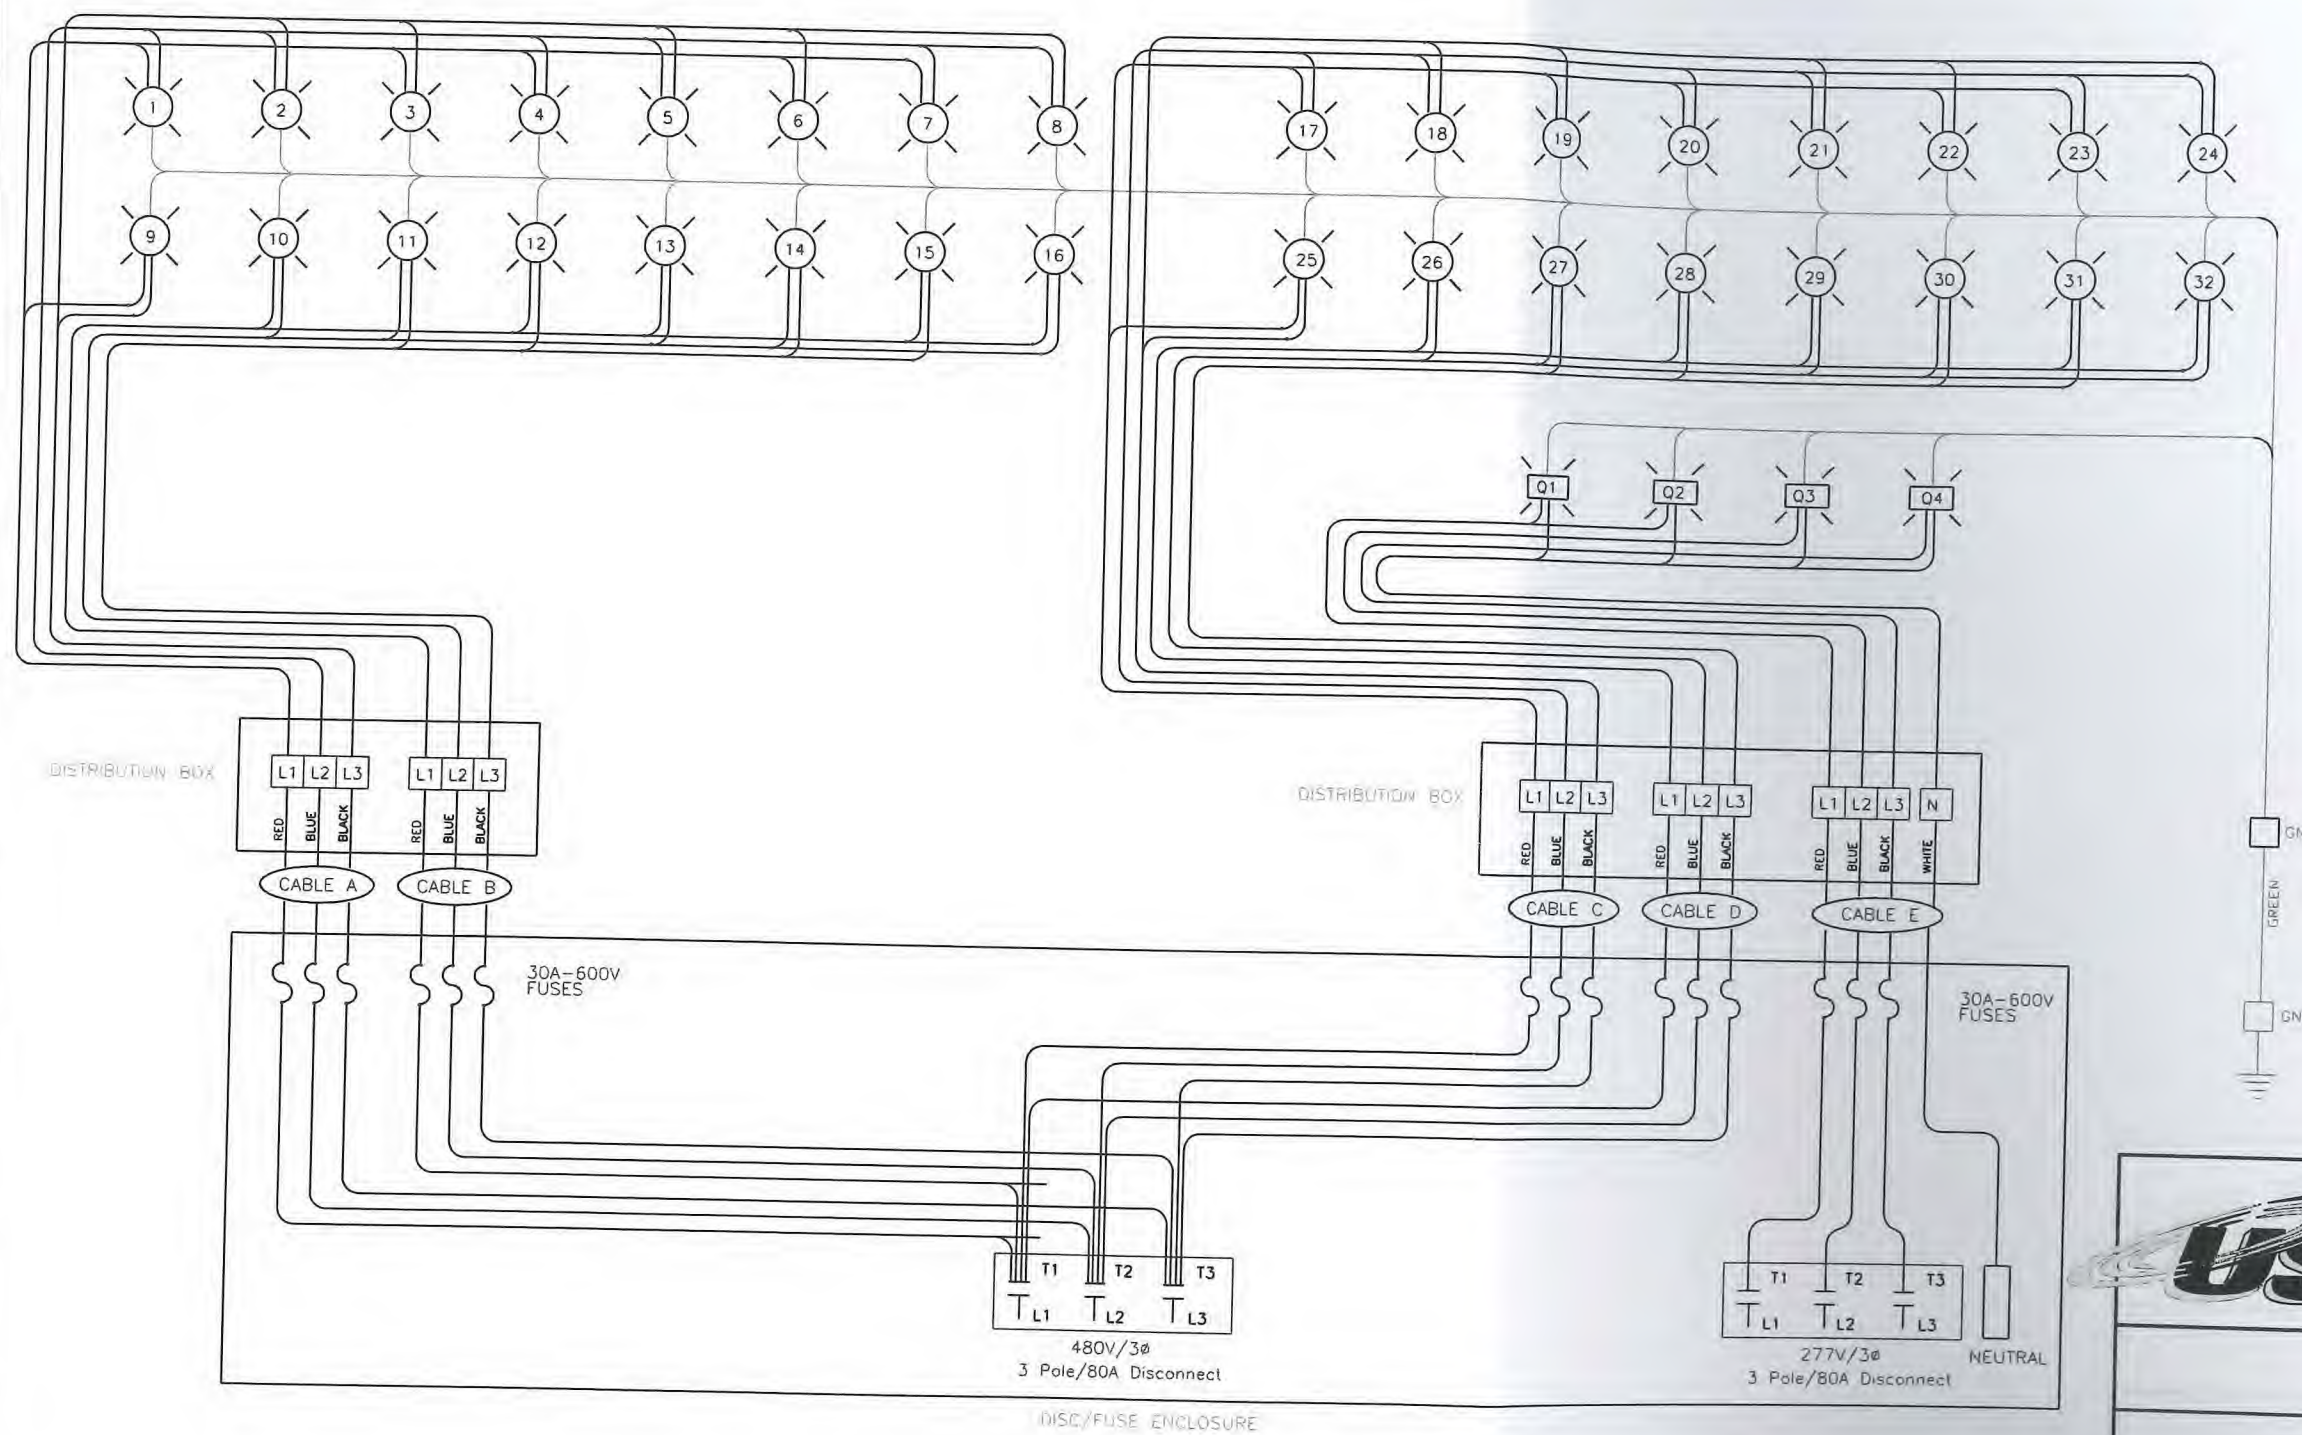 1 2 3 4 5 6 7 8
17 18 19 20 21 22 23 24
9 10 11 12 13 14 15 16
25 26 27 28 29 30 31 32
Q1 Q2 Q3 Q4
DISTRIBUTION BOX
L1 L2 L3
L1 L2 L3
RED
BLUE
BLACK
RED
BLUE
BLACK
CABLE A
CABLE B
DISTRIBUTION BOX
L1 L2 L3
L1 L2 L3
L1 L2 L3 N
RED
BLUE
BLACK
RED
BLUE
BLACK
RED
BLUE
BLACK
WHITE
CABLE C
CABLE D
CABLE E
GN
GREEN
GN
30A-600V
FUSES
30A-600V
FUSES
T1 T2 T3
L1 L2 L3
480V/3ø
3 Pole/80A Disconnect
T1 T2 T3
L1 L2 L3
277V/3ø
3 Pole/80A Disconnect
NEUTRAL
DISC/FUSE ENCLOSURE
US